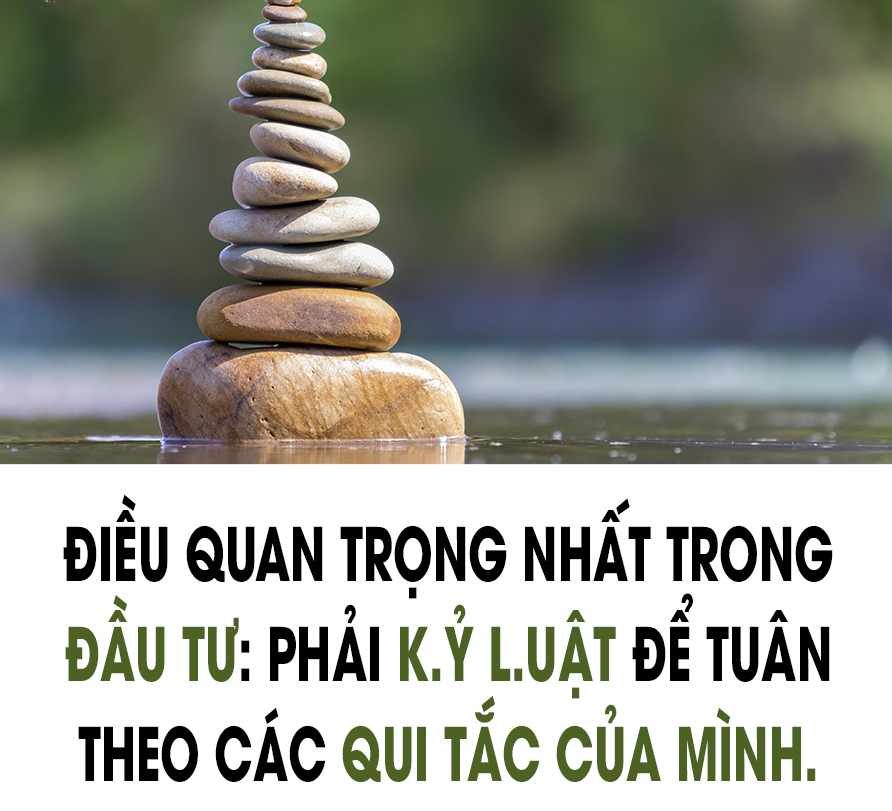 ĐIỀU QUAN TRỌNG NHẤT TRONG
ĐẦU TƯ: PHẢI K.Ỷ L.UẬT ĐỂ TUÂN
THEO CÁC QUI TẮC CỦA MÌNH.